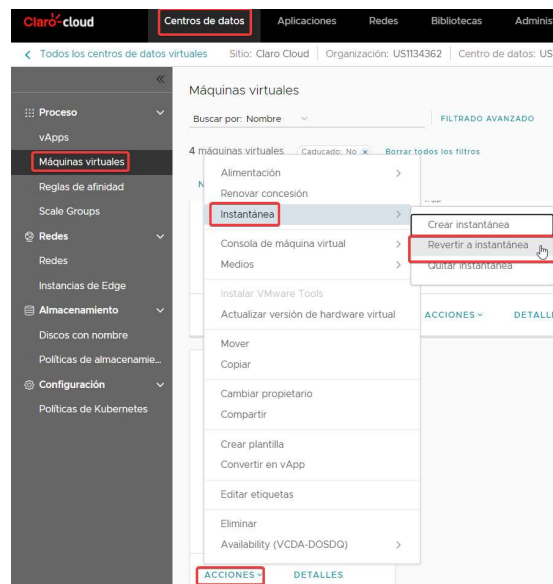 Claro-cloud Centros de datos Aplicaciones Redes Bibliotecas Adminis
Todos los centros de datos virtuales Sitio: Claro Cloud Organización: US1134362 Centro de datos: US
Máquinas virtuales
Buscar por: Nombre FILTRADO AVANZADO
4 máquinas virtuales Caducado: No × Borrar todos los filtros
Proceso
vApps
Máquinas virtuales
Reglas de afinidad
Scale Groups
Redes
Redes
Instancias de Edge
Almacenamiento
Discos con nombre
Políticas de almacenamie...
Configuración
Políticas de Kubernetes
N
Alimentación
Renovar concesión
Instantánea
Consola de máquina virtual
Medios
Instalar VMware Tools
Actualizar versión de hardware virtual
Mover
Copiar
Cambiar propietario
Compartir
Crear plantilla
Convertir en vApp
Editar etiquetas
Eliminar
Availability (VCDA-DOSDQ)
Crear instantánea
Revertir a instantánea
Quitar instantánea
ACCIONES DETALL
ACCIONES DETALLES